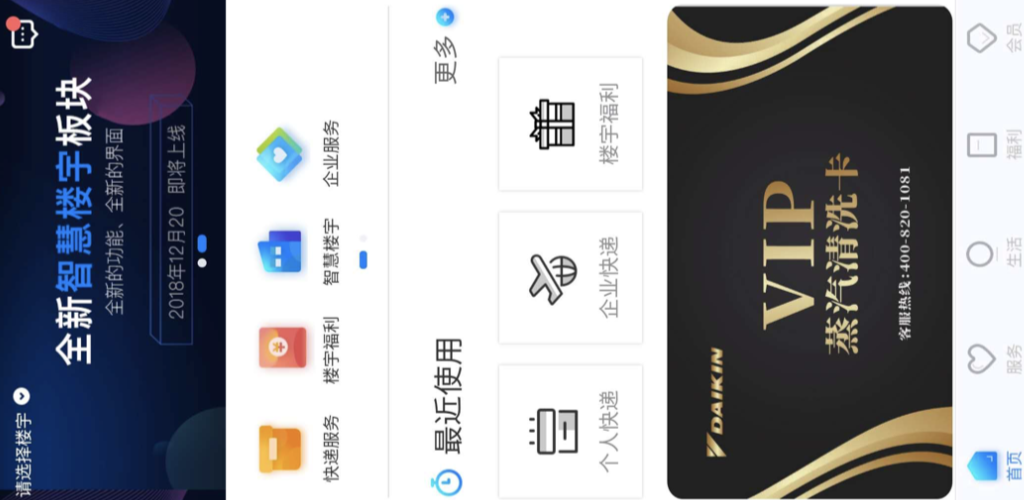 请选择楼宇
全新智慧楼宇板块
全新的功能、全新的界面
2018年12月20 即将上线
快递服务
楼宇福利
智慧楼宇
企业服务
最近使用
更多
个人快递
企业快递
楼宇福利
DAIKIN
VIP
蒸汽清洗卡
客服热线:400-820-1081
首页
服务
生活
福利
会员